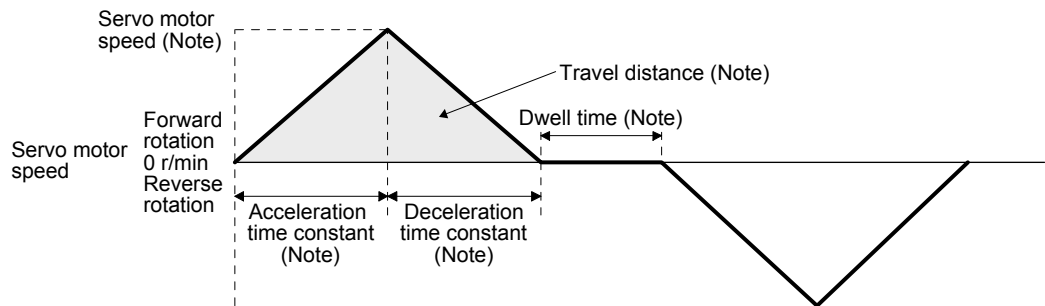 Servo motor
speed (Note)
Travel distance (Note)
Dwell time (Note)
Servo motor
speed
Forward
rotation
0 r/min
Reverse
rotation
Acceleration
time constant
(Note)
Deceleration
time constant
(Note)